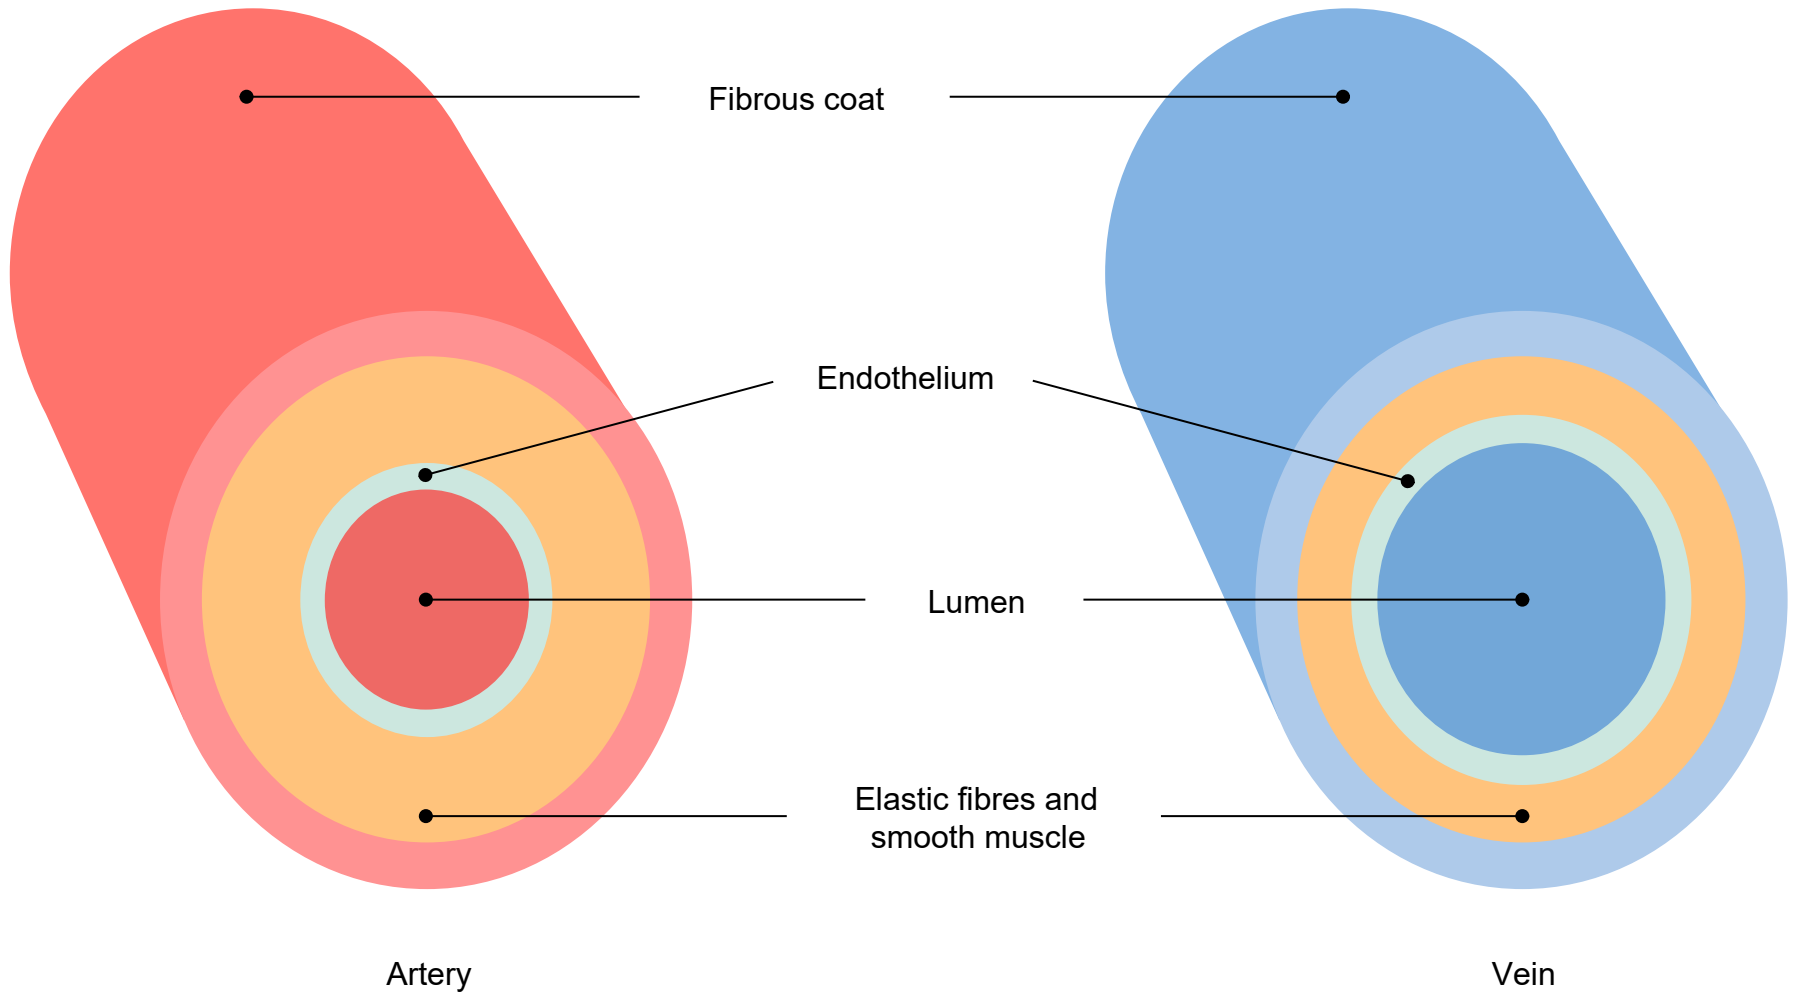 Fibrous coat
Endothelium
Lumen
Elastic fibres and
smooth muscle
Artery
Vein